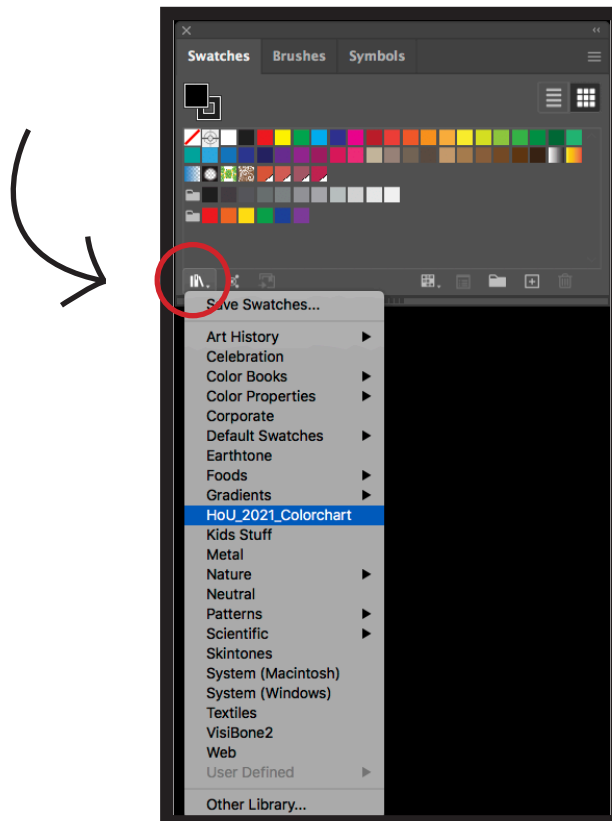 Swatches Brushes Symbols
Save Swatches...
Art History
Celebration
Color Books
Color Properties
Corporate
Default Swatches
Earthtone
Foods
Gradients
HoU_2021_Colorchart
Kids Stuff
Metal
Nature
Neutral
Patterns
Scientific
Skintones
System (Macintosh)
System (Windows)
Textiles
VisiBone2
Web
User Defined
Other Library...